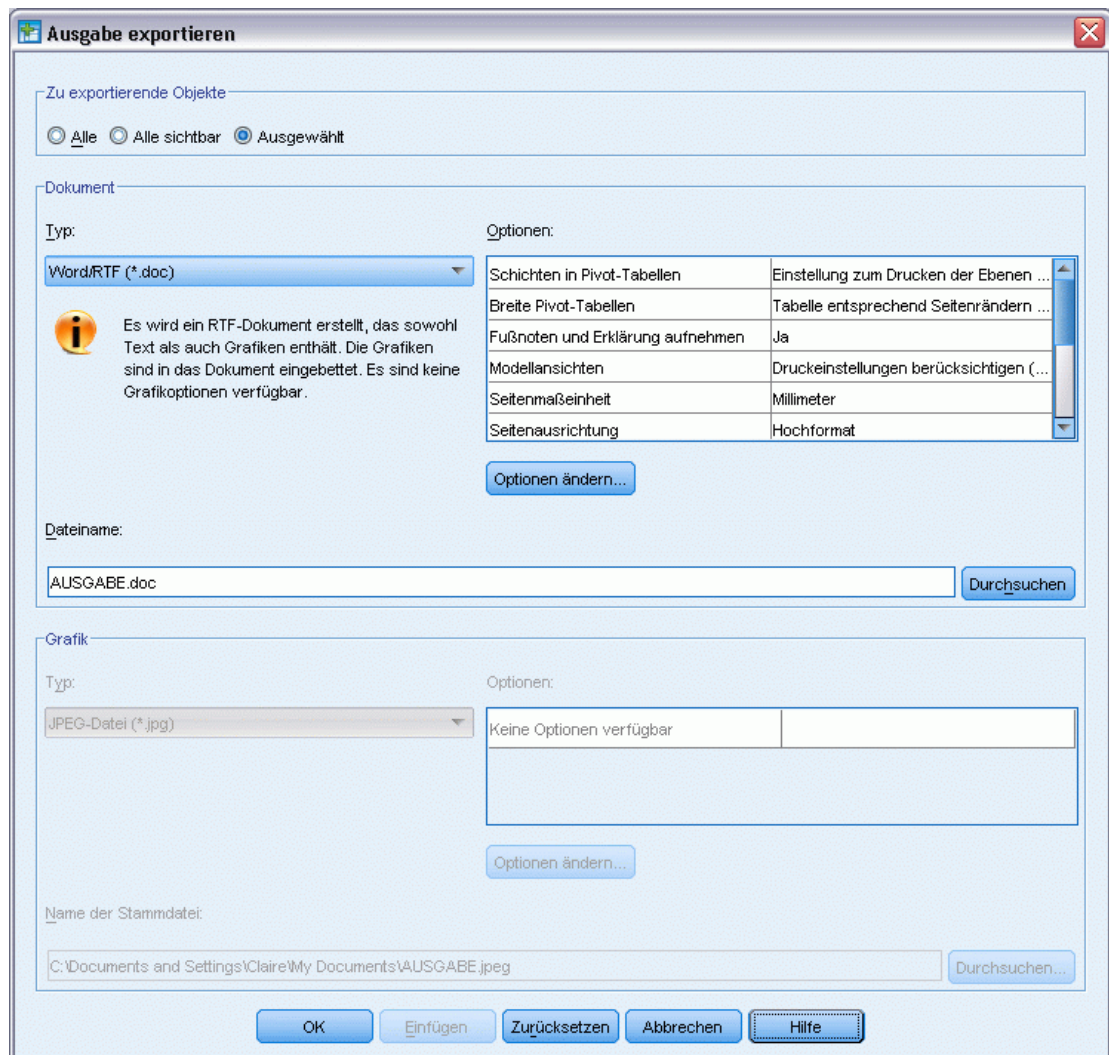 Ausgabe exportieren
Zu exportierende Objekte
Alle Alle sichtbar Ausgewählt
Dokument
Typ:
Word/RTF (*.doc)
Es wird ein RTF-Dokument erstellt, das sowohl
Text als auch Grafiken enthält. Die Grafiken
sind in das Dokument eingebettet. Es sind keine
Grafikoptionen verfügbar.
Optionen:
Schichten in Pivot-Tabellen Einstellung zum Drucken der Ebenen ...
Breite Pivot-Tabellen Tabelle entsprechend Seitenrändern ...
Fußnoten und Erklärung aufnehmen Ja
Modellansichten Druckeinstellungen berücksichtigen (...
Seitenmaßeinheit Millimeter
Seitenausrichtung Hochformat
Optionen ändern...
Dateiname:
AUSGABE.doc Durchsuchen
Grafik
Typ:
JPEG-Datei (*.jpg)
Optionen:
Keine Optionen verfügbar
Optionen ändern...
Name der Stammdatei:
C:\Documents and Settings\Claire\My Documents\AUSGABE.jpeg Durchsuchen...
OK Einfügen Zurücksetzen Abbrechen Hilfe